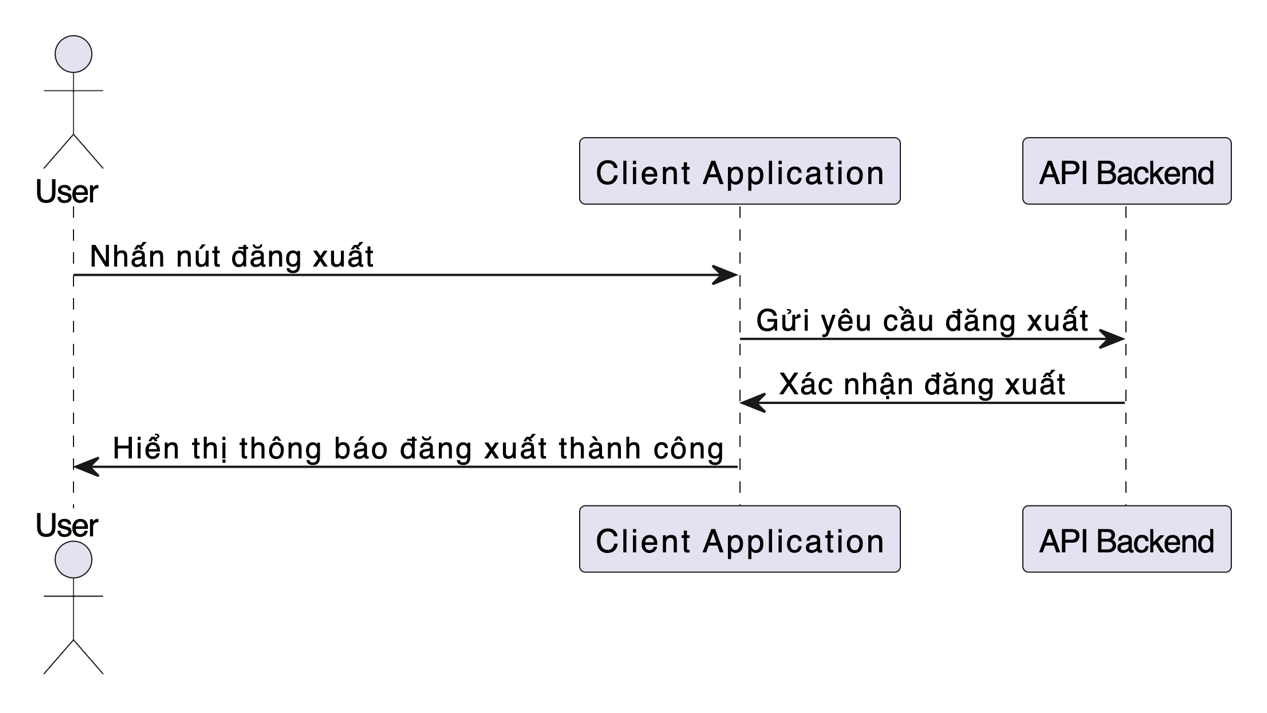 User
Client Application
API Backend
Nhấn nút đăng xuất
Gửi yêu cầu đăng xuất
Xác nhận đăng xuất
Hiển thị thông báo đăng xuất thành công
User
Client Application
API Backend